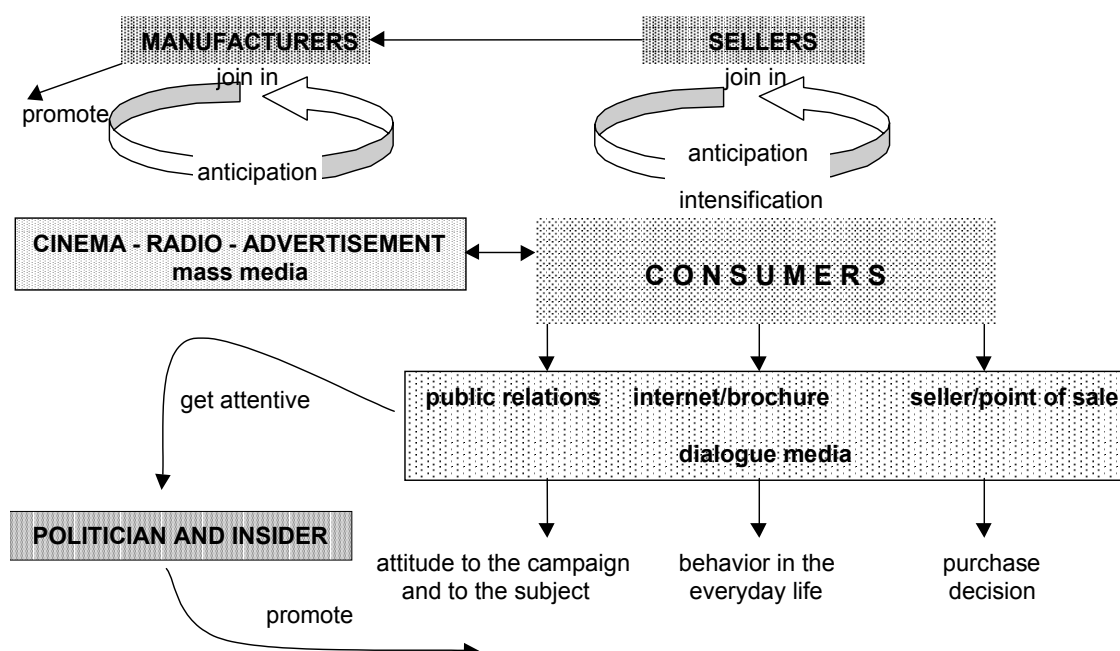 MANUFACTURERS
SELLERS
join in
join in
promote
anticipation
anticipation
intensification
CINEMA - RADIO - ADVERTISEMENT
mass media
C O N S U M E R S
get attentive
public relations
internet/brochure
seller/point of sale
dialogue media
POLITICIAN AND INSIDER
attitude to the campaign
and to the subject
behavior in the
everyday life
purchase
decision
promote